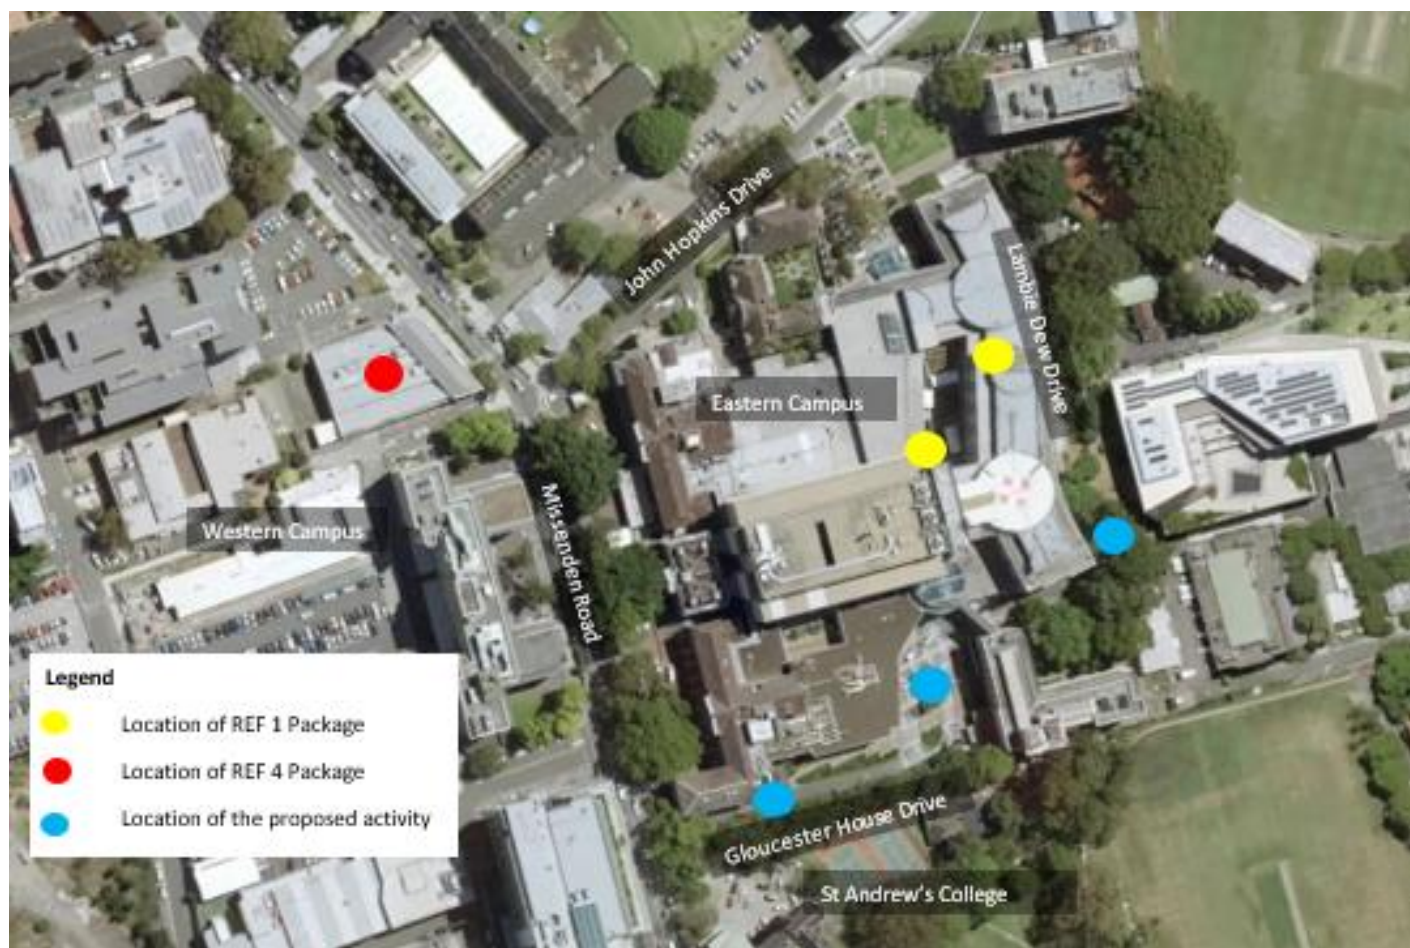 John Hopkins Drive
Lambie Dew Drive
Eastern Campus
Western Campus
Missenden Road
Legend
Location of REF 1 Package
Location of REF 4 Package
Location of the proposed activity
Gloucester House Drive
St Andrew's College